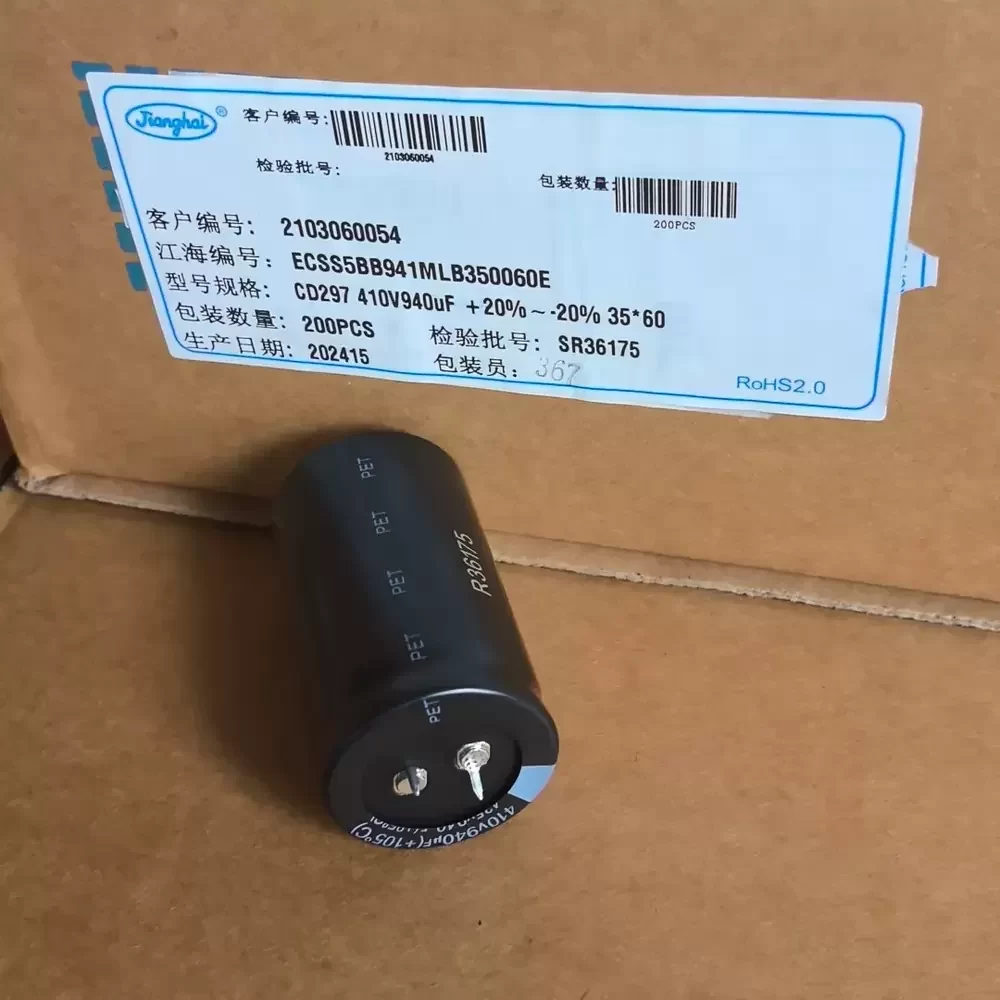 Jianghai®
客户编号:
2103060054
检验批号:
包装数量:
200PCS
客户编号: 2103060054
江海编号: ECSS5BB941MLB350060E
型号规格: CD297 410V940uF +20%~-20% 35*60
包装数量: 200PCS 检验批号: SR36175
生产日期: 202415 包装员: 367
RoHS2.0
PET
PET
PET
PET
PET
R36175
410V940μF(+105°C)